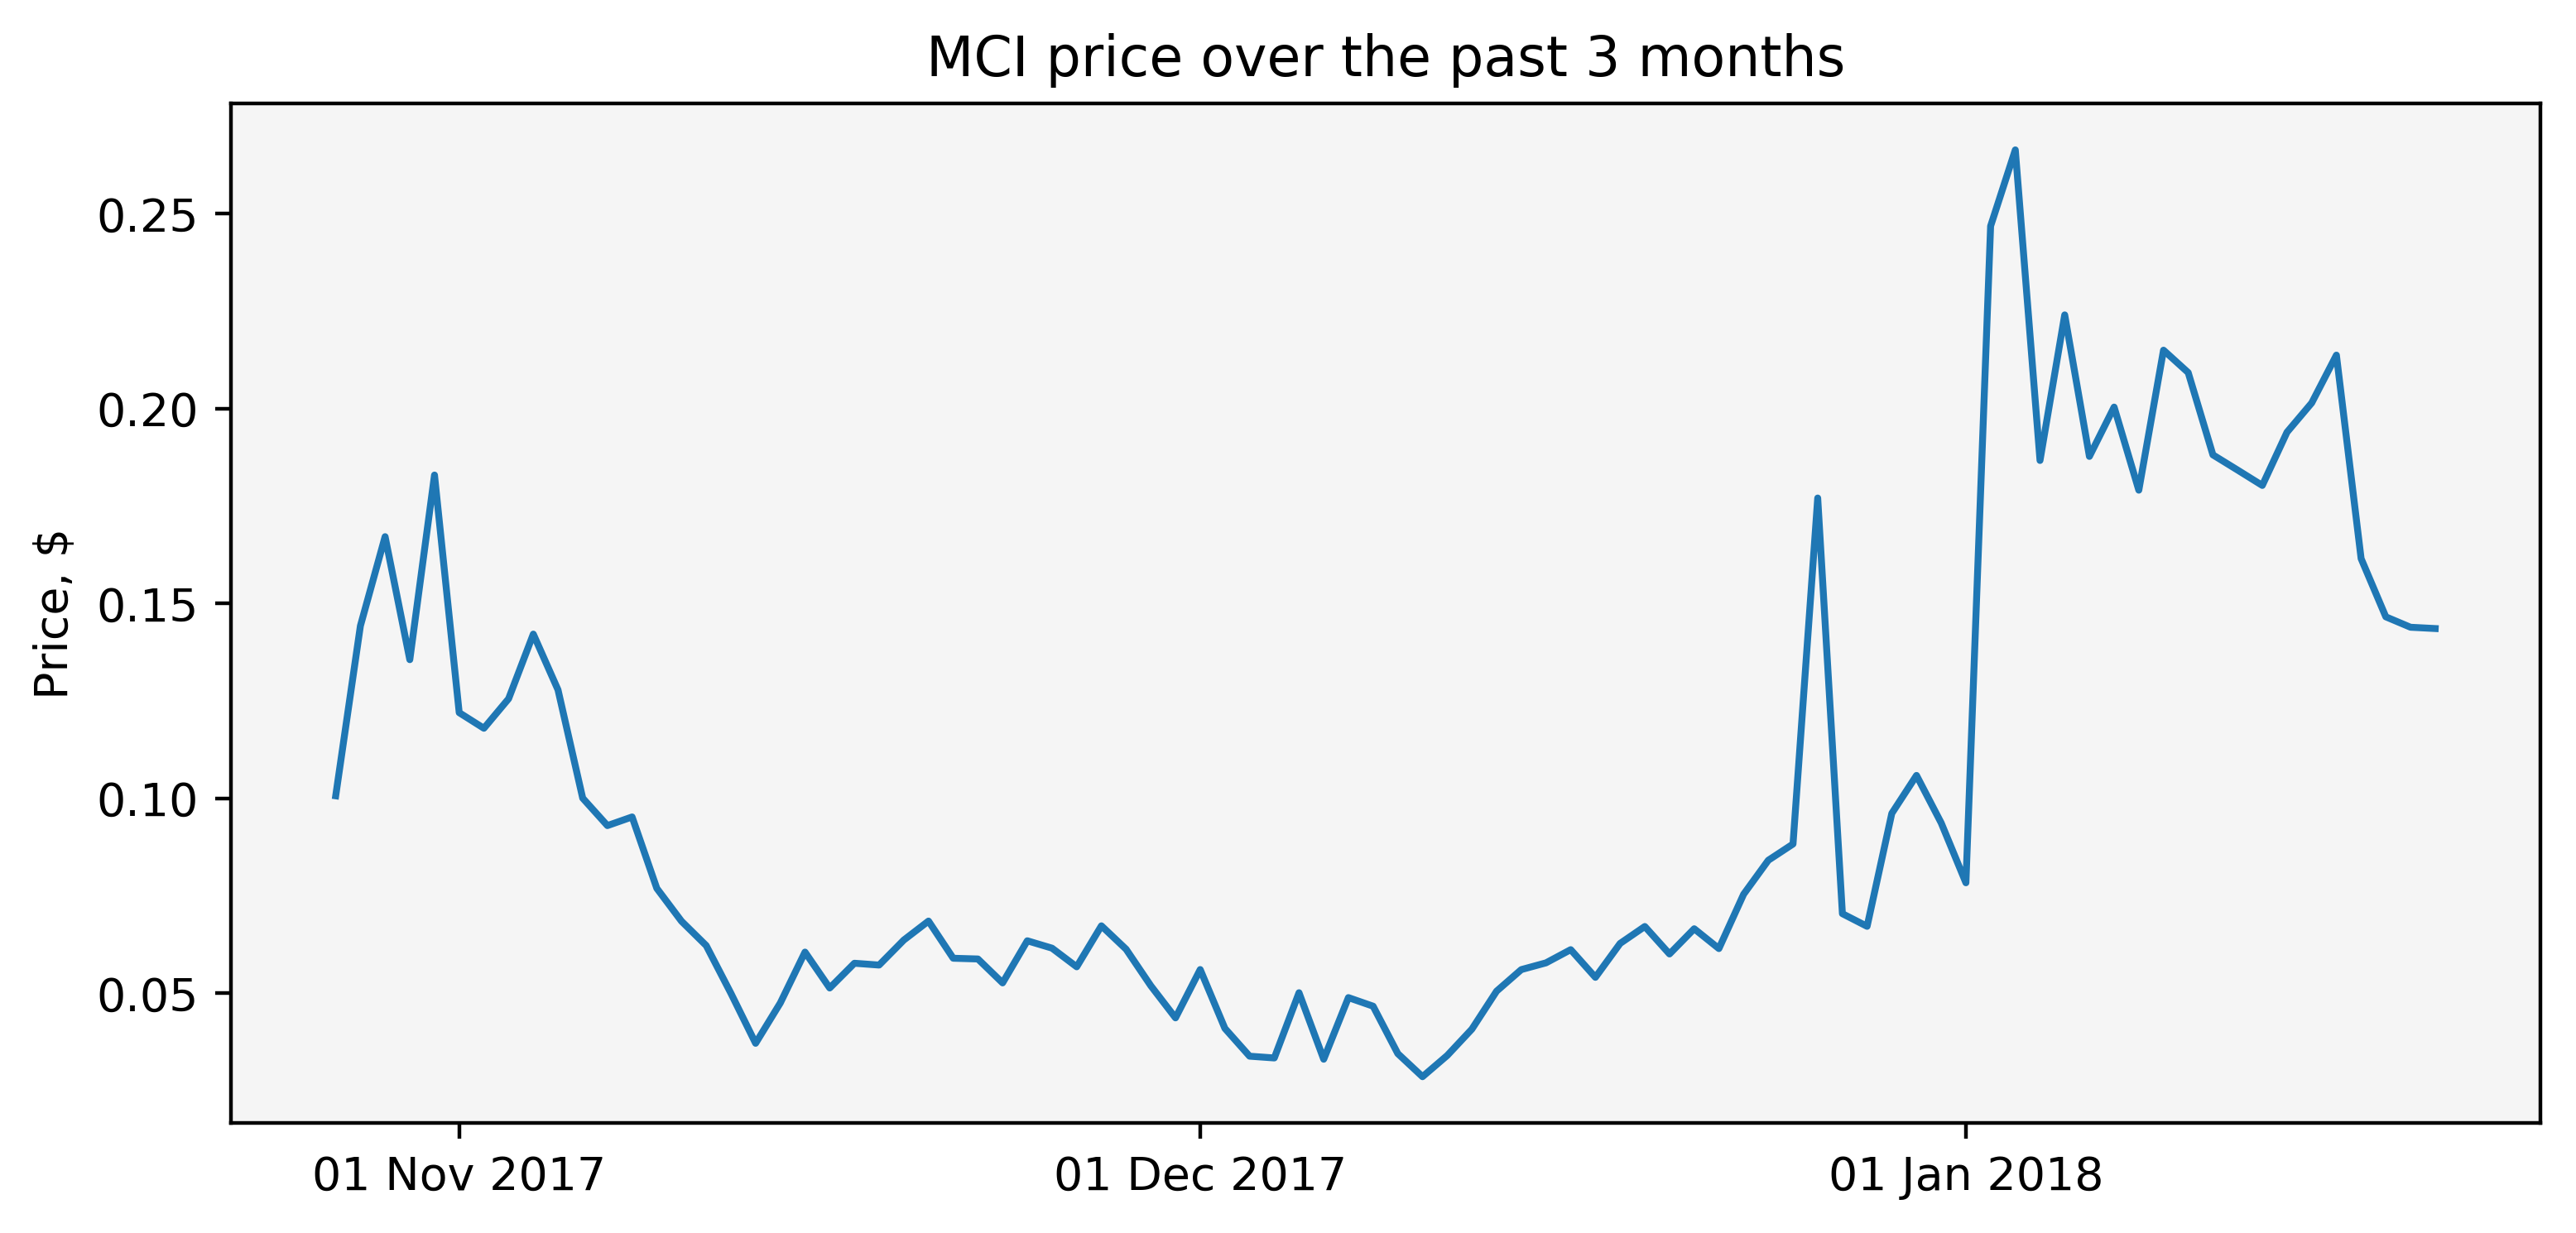 MCI price over the past 3 months
Price, $
0.25
0.20
0.15
0.10
0.05
01 Nov 2017
01 Dec 2017
01 Jan 2018